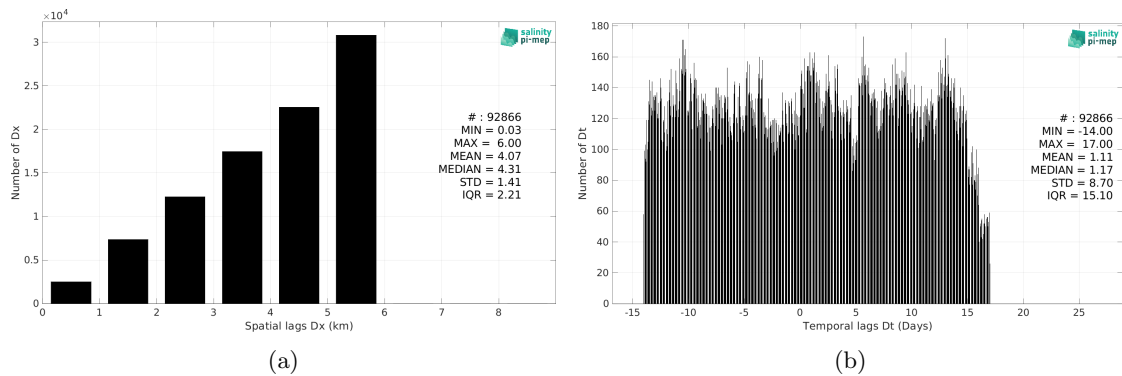 ×10⁴
3
2.5
2
1.5
1
0.5
0
Number of Dx
salinity
pi-mep
# : 92866
MIN = 0.03
MAX = 6.00
MEAN = 4.07
MEDIAN = 4.31
STD = 1.41
IQR = 2.21
0 1 2 3 4 5 6 7 8
Spatial lags Dx (km)
(a)
180
160
140
120
100
80
60
40
20
0
Number of Dt
salinity
pi-mep
# : 92866
MIN = -14.00
MAX = 17.00
MEAN = 1.11
MEDIAN = 1.17
STD = 8.70
IQR = 15.10
-15 -10 -5 0 5 10 15 20 25
Temporal lags Dt (Days)
(b)